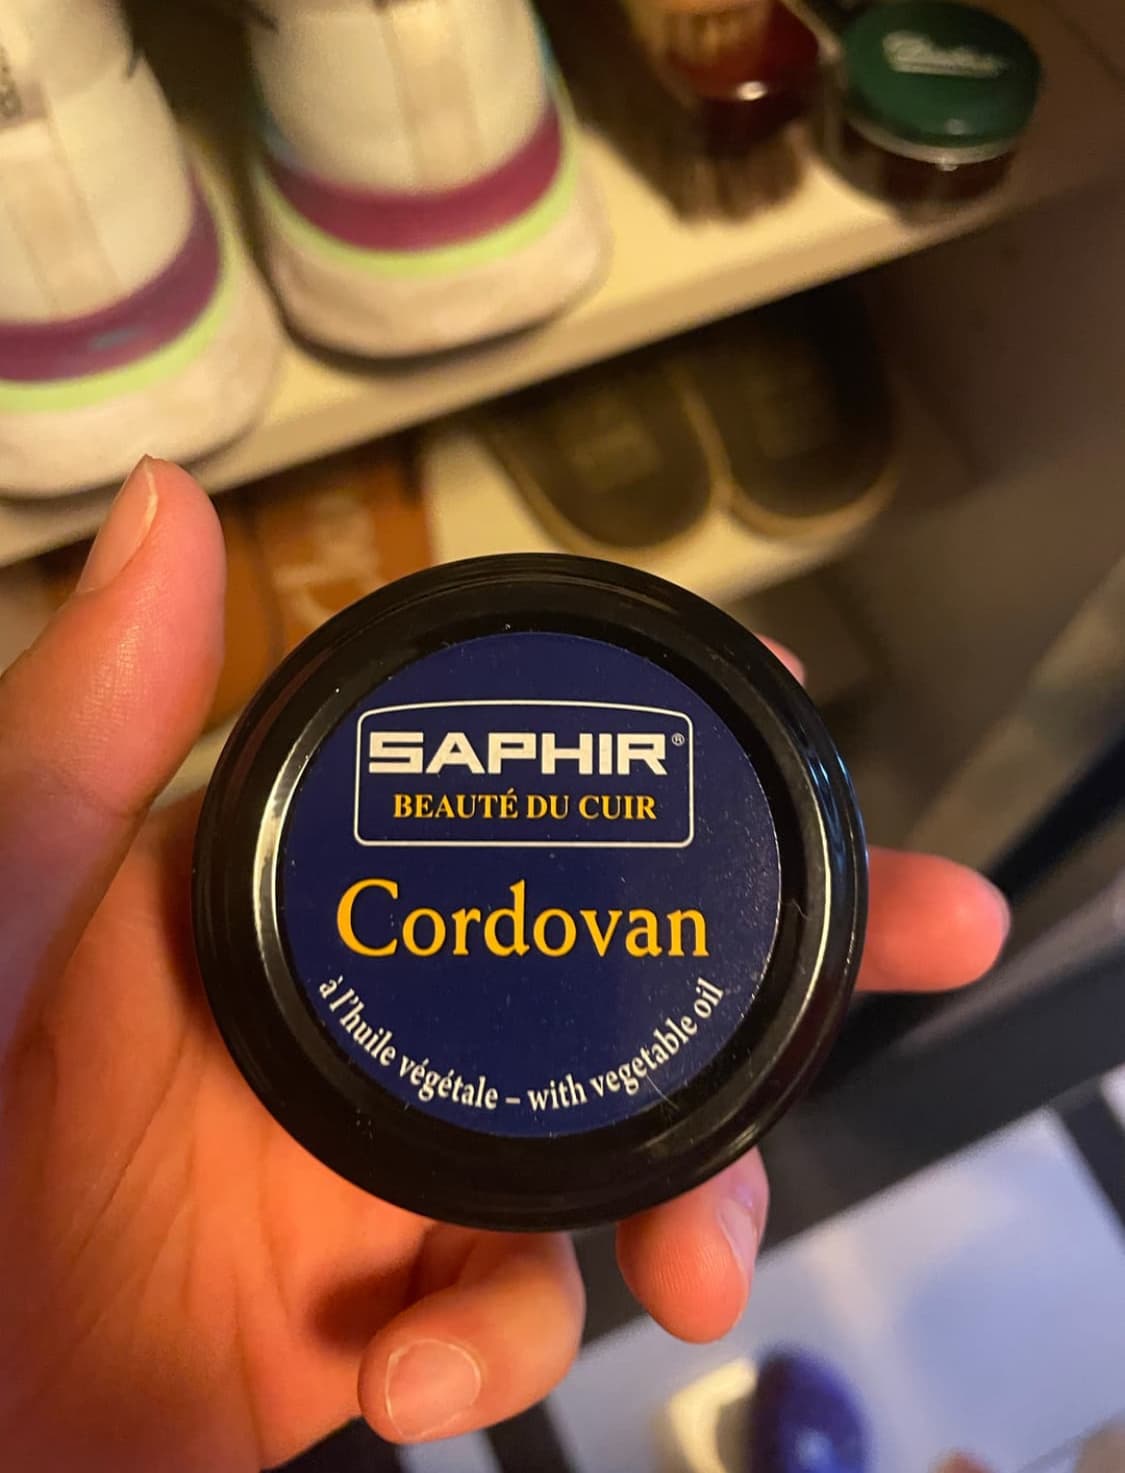 SAPHIR®
BEAUTÉ DU CUIR
Cordovan
à l'huile végétale – with vegetable oil